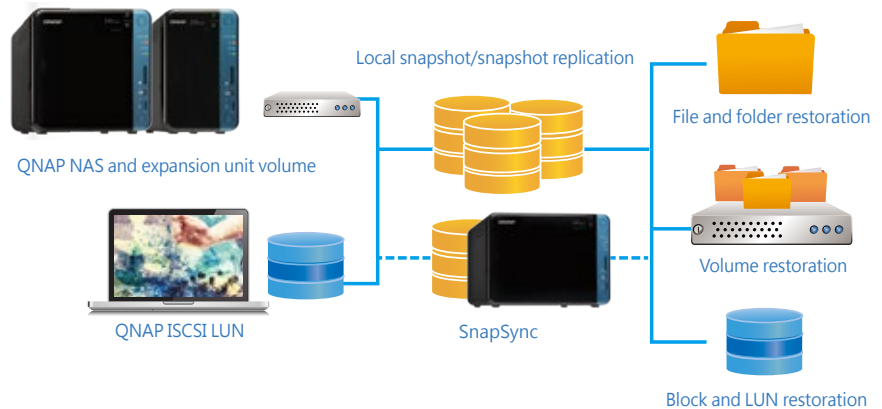 Local snapshot/snapshot replication
File and folder restoration
QNAP NAS and expansion unit volume
Volume restoration
QNAP ISCSI LUN
SnapSync
Block and LUN restoration